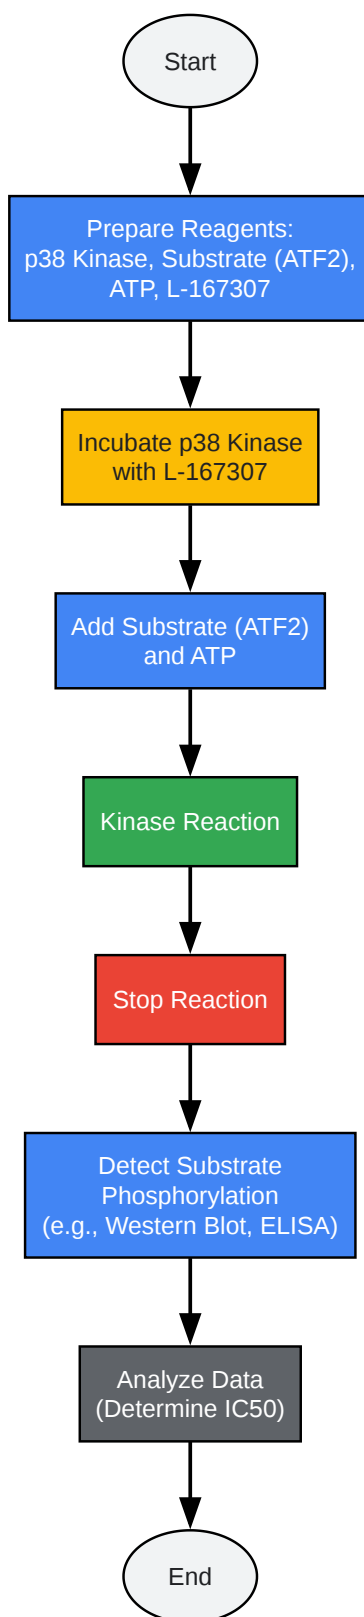 Start
Prepare Reagents:
p38 Kinase, Substrate (ATF2),
ATP, L-167307
Incubate p38 Kinase
with L-167307
Add Substrate (ATF2)
and ATP
Kinase Reaction
Stop Reaction
Detect Substrate
Phosphorylation
(e.g., Western Blot, ELISA)
Analyze Data
(Determine IC50)
End